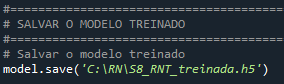 #==========================================
# SALVAR O MODELO TREINADO
#==========================================
# Salvar o modelo treinado
model.save('C:\RN\S8_RNT_treinada.h5')